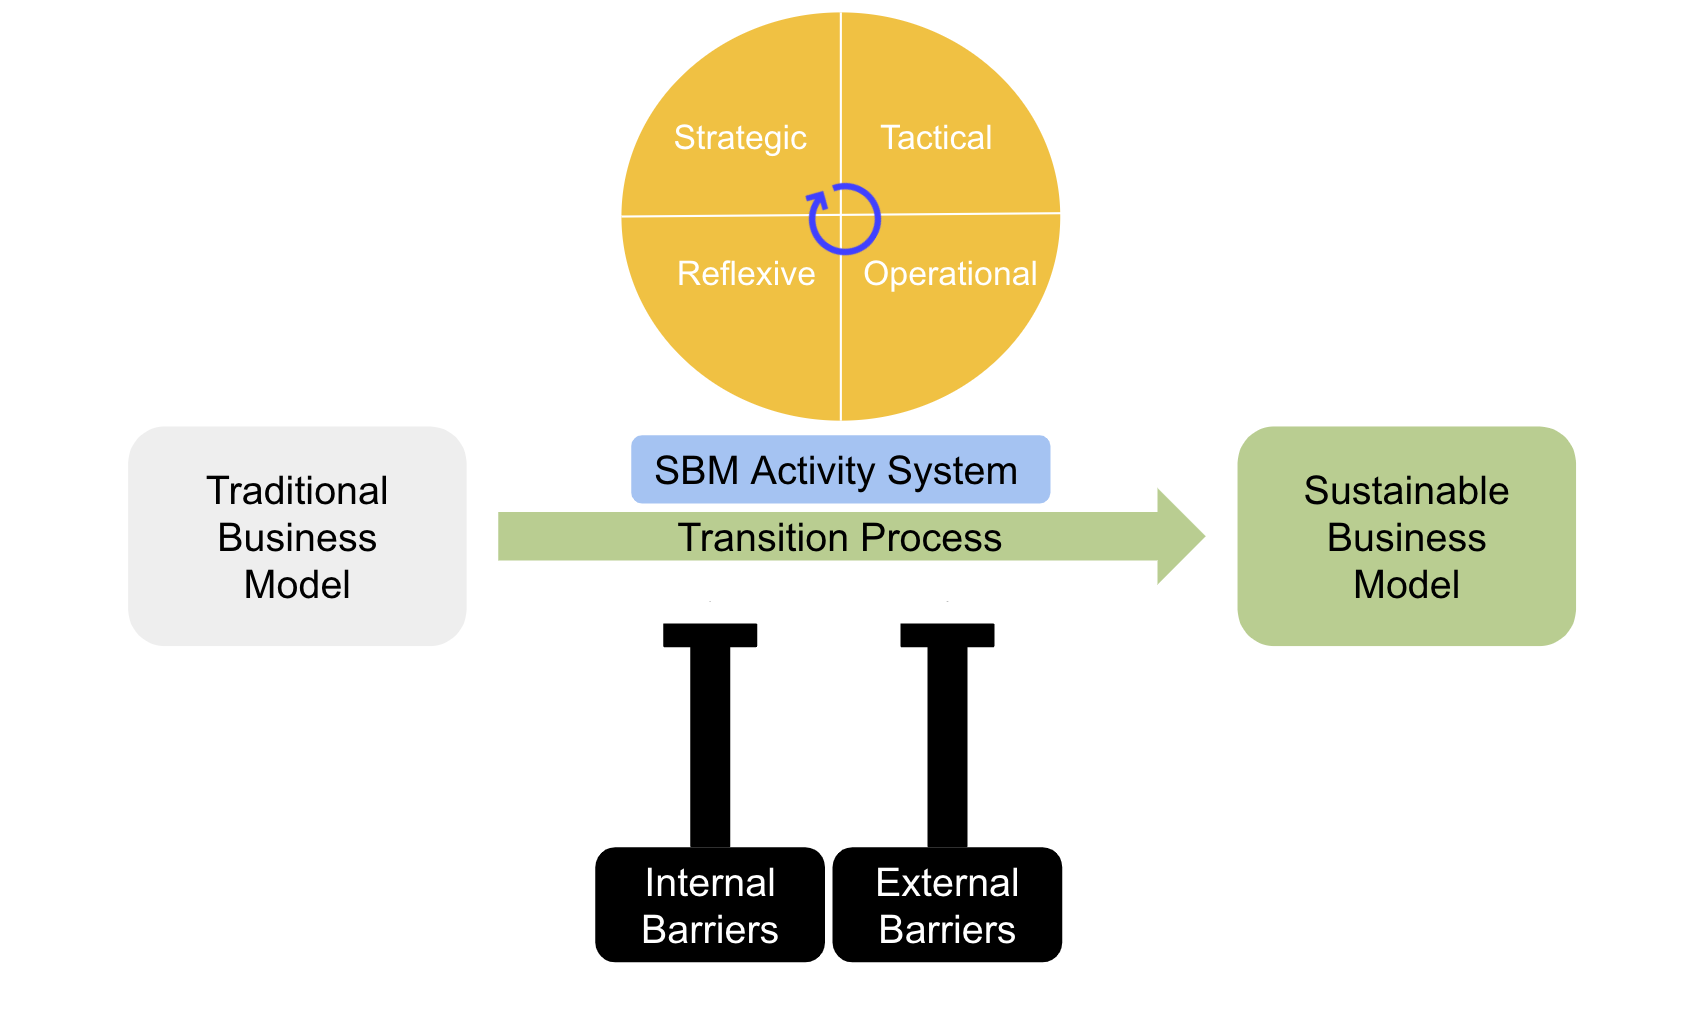 Strategic
Tactical
Reflexive
Operational
SBM Activity System
Traditional
Business
Model
Transition Process
Sustainable
Business
Model
Internal
Barriers
External
Barriers